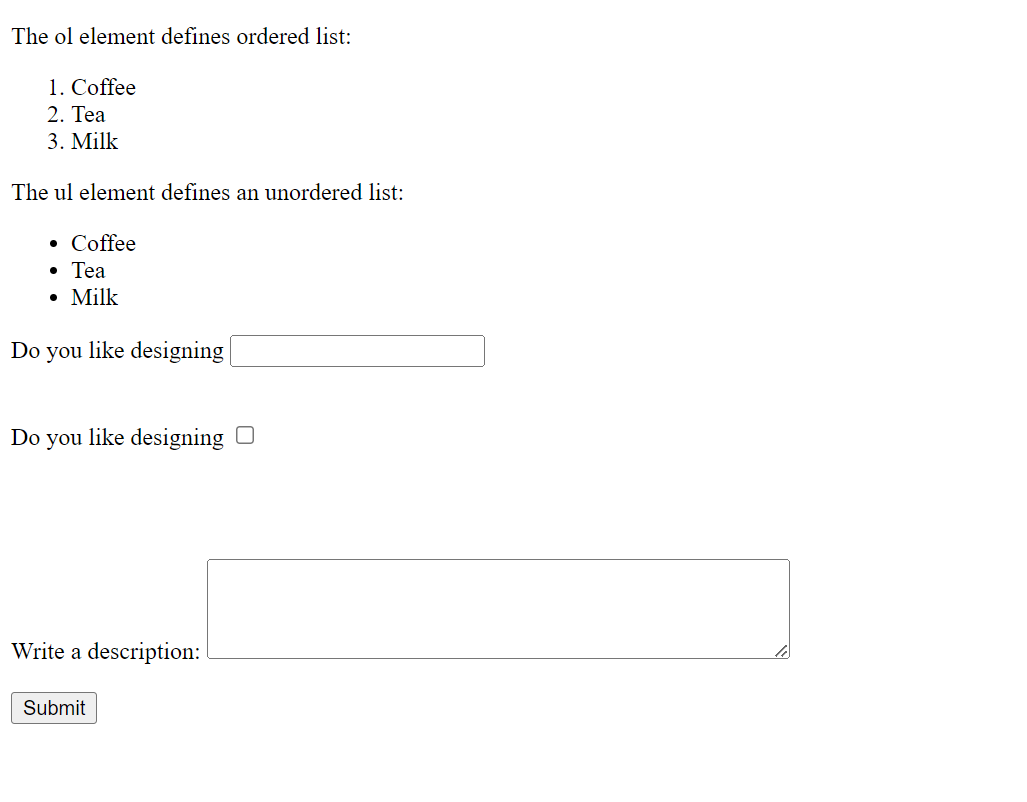 The ol element defines ordered list:
1. Coffee
2. Tea
3. Milk
The ul element defines an unordered list:
• Coffee
• Tea
• Milk
Do you like designing
Do you like designing
Write a description:
Submit